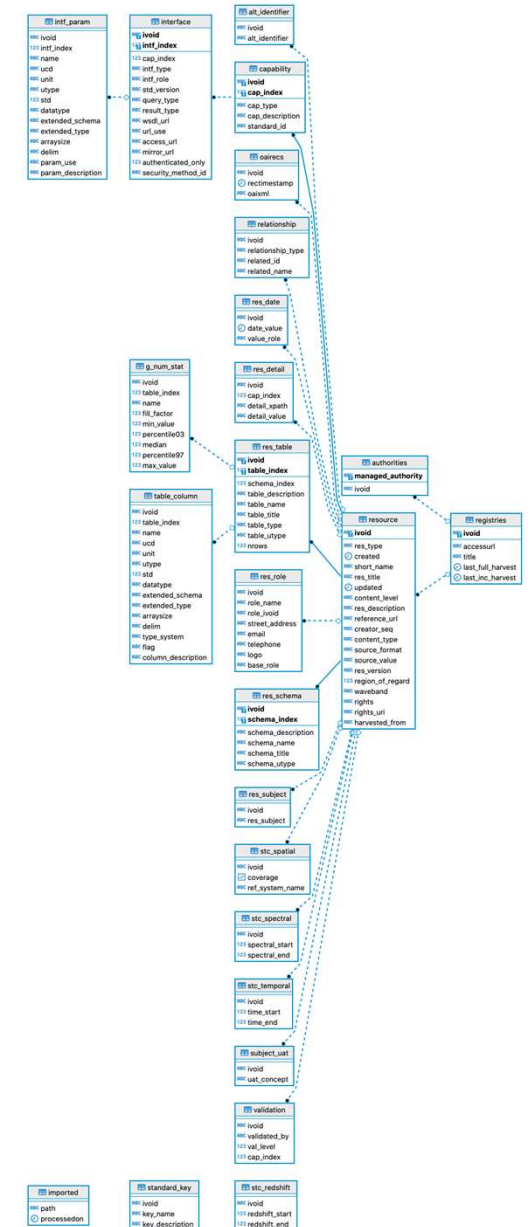 intf_param
ivoid
intf_index
name
ucd
unit
utype
std
datatype
extended_schema
extended_type
arraysize
delim
param_use
param_description
interface
ivoid
intf_index
cap_index
intf_type
intf_role
std_version
query_type
result_type
wsdl_url
url_use
access_url
mirror_url
authenticated_only
security_method_id
alt_identifier
ivoid
alt_identifier
capability
ivoid
cap_index
cap_type
cap_description
standard_id
oairecs
ivoid
rectimestamp
oaixml
relationship
ivoid
relationship_type
related_id
related_name
res_date
ivoid
date_value
value_role
g_num_stat
ivoid
table_index
name
fill_factor
min_value
percentile03
median
percentile97
max_value
res_detail
ivoid
cap_index
detail_xpath
detail_value
res_table
ivoid
table_index
schema_index
table_description
table_name
table_title
table_type
table_utype
nrows
authorities
managed_authority
ivoid
table_column
ivoid
table_index
name
ucd
unit
utype
std
datatype
extended_schema
extended_type
arraysize
delim
type_system
flag
column_description
resource
ivoid
res_type
created
short_name
res_title
updated
content_level
res_description
reference_url
creator_seq
content_type
source_format
source_value
res_version
region_of_regard
waveband
rights
rights_uri
harvested_from
registries
ivoid
accessurl
title
last_full_harvest
last_inc_harvest
res_role
ivoid
role_name
role_ivoid
street_address
email
telephone
logo
base_role
res_schema
ivoid
schema_index
schema_description
schema_name
schema_title
schema_utype
res_subject
ivoid
res_subject
stc_spatial
ivoid
coverage
ref_system_name
stc_spectral
ivoid
spectral_start
spectral_end
stc_temporal
ivoid
time_start
time_end
subject_uat
ivoid
uat_concept
validation
ivoid
validated_by
val_level
cap_index
imported
path
processedon
standard_key
ivoid
key_name
key_description
stc_redshift
ivoid
redshift_start
redshift_end